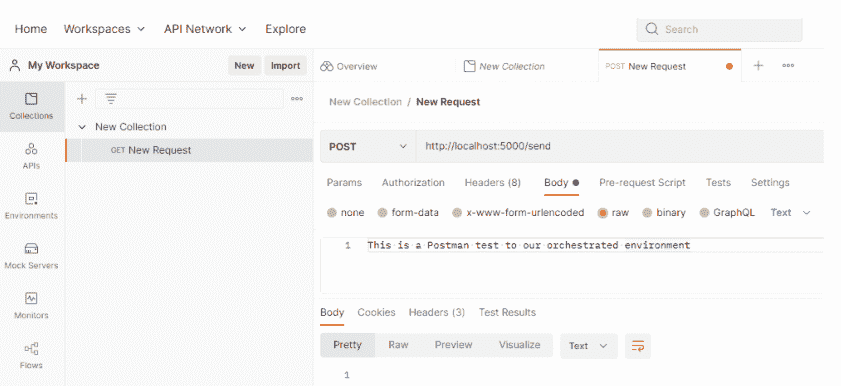 Home Workspaces API Network Explore Search
My Workspace New Import
Overview New Collection POST New Request
Collections
APIs
Environments
Mock Servers
Monitors
Flows
New Collection
GET New Request
New Collection / New Request
POST http://localhost:5000/send
Params Authorization Headers (8) Body Pre-request Script Tests Settings
none form-data x-www-form-urlencoded raw binary GraphQL Text
1 This is a Postman test to our orchestrated environment
Body Cookies Headers (3) Test Results
Pretty Raw Preview Visualize Text
1